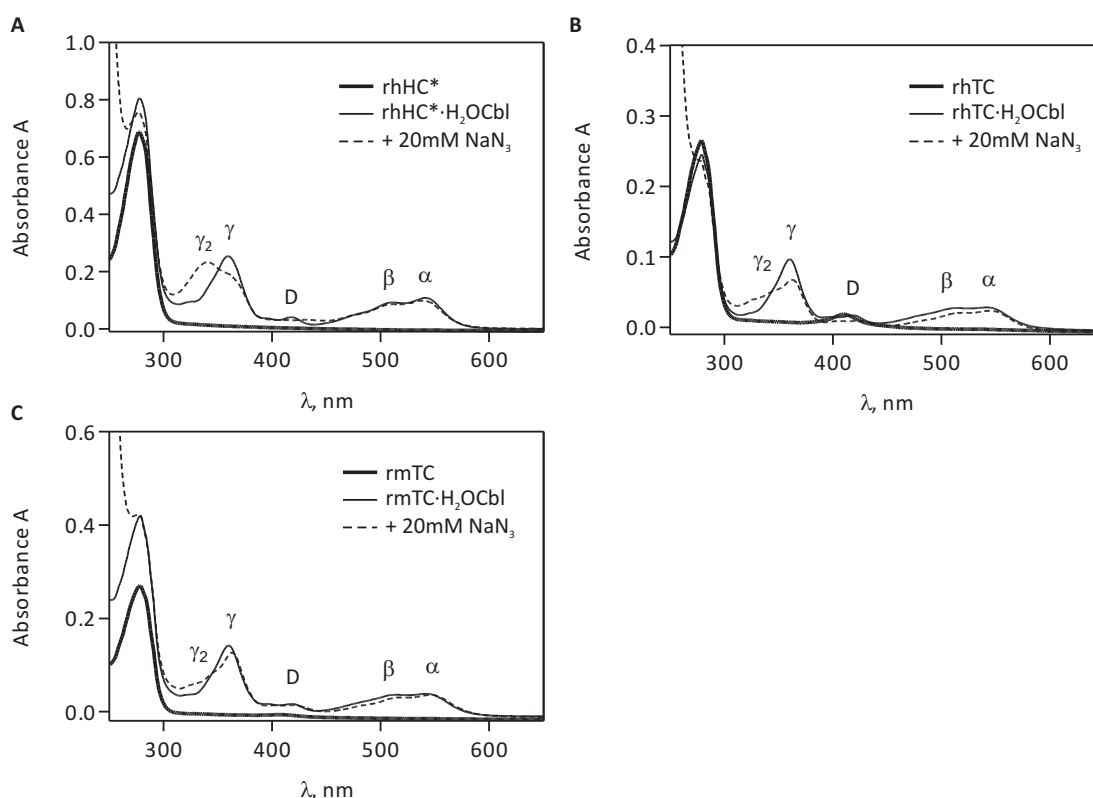 A
Absorbance A
1.0
0.8
0.6
0.4
0.2
0.0
rhHC*
rhHC*·H₂OCbl
+ 20mM NaN₃
γ₂
γ
D
β
α
300
400
500
600
λ, nm
B
Absorbance A
0.4
0.3
0.2
0.1
0.0
rhTC
rhTC·H₂OCbl
+ 20mM NaN₃
γ₂
γ
D
β
α
300
400
500
600
λ, nm
C
Absorbance A
0.6
0.4
0.2
0.0
rmTC
rmTC·H₂OCbl
+ 20mM NaN₃
γ₂
γ
D
β
α
300
400
500
600
λ, nm